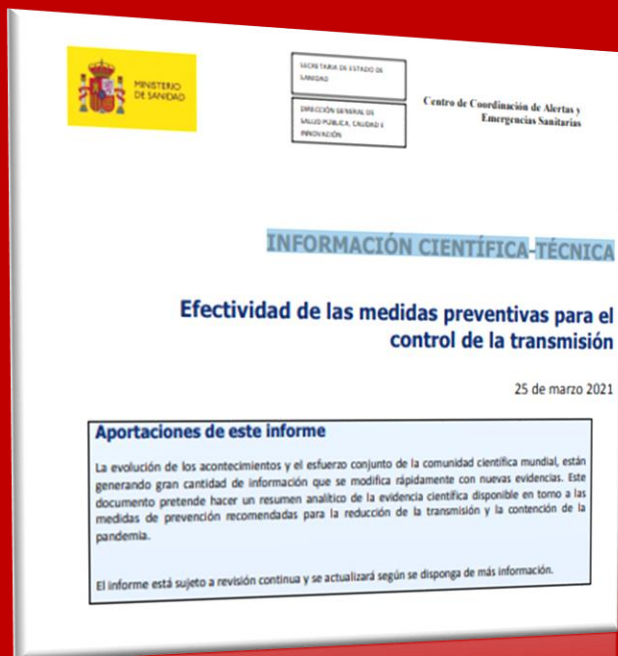 MINISTERIO
DE SANIDAD
SECRETARIA DE ESTADO DE
SANIDAD
DIRECCIÓN GENERAL DE
SALUD PÚBLICA, CALIDAD E
INNOVACIÓN
Centro de Coordinación de Alertas y
Emergencias Sanitarias
INFORMACIÓN CIENTÍFICA-TÉCNICA
Efectividad de las medidas preventivas para el
control de la transmisión
25 de marzo 2021
Aportaciones de este informe
La evolución de los acontecimientos y el esfuerzo conjunto de la comunidad científica mundial, están
generando gran cantidad de información que se modifica rápidamente con nuevas evidencias. Este
documento pretende hacer un resumen analítico de la evidencia científica disponible en torno a las
medidas de prevención recomendadas para la reducción de la transmisión y la contención de la
pandemia.
El informe está sujeto a revisión continua y se actualizará según se disponga de más información.